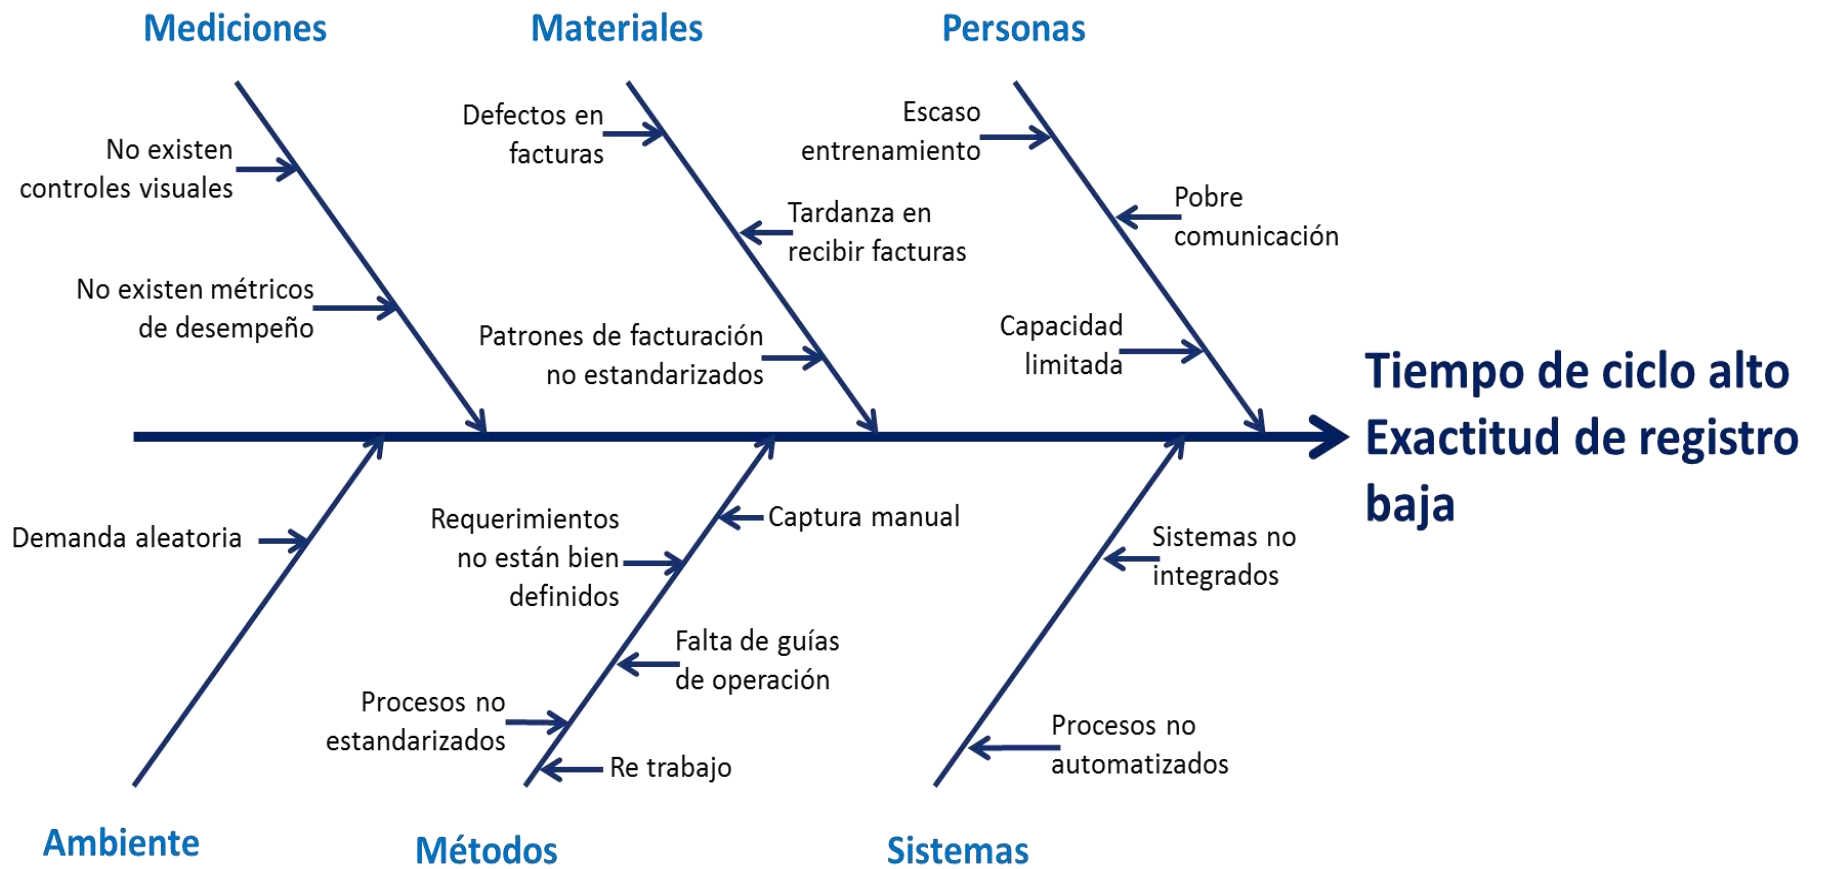 Mediciones
Materiales
Personas
No existen
controles visuales
No existen métricos
de desempeño
Defectos en
facturas
Tardanza en
recibir facturas
Patrones de facturación
no estandarizados
Escaso
entrenamiento
Pobre
comunicación
Capacidad
limitada
Tiempo de ciclo alto
Exactitud de registro
baja
Demanda aleatoria
Requerimientos
no están bien
definidos
Captura manual
Falta de guías
de operación
Procesos no
estandarizados
Re trabajo
Sistemas no
integrados
Procesos no
automatizados
Ambiente
Métodos
Sistemas